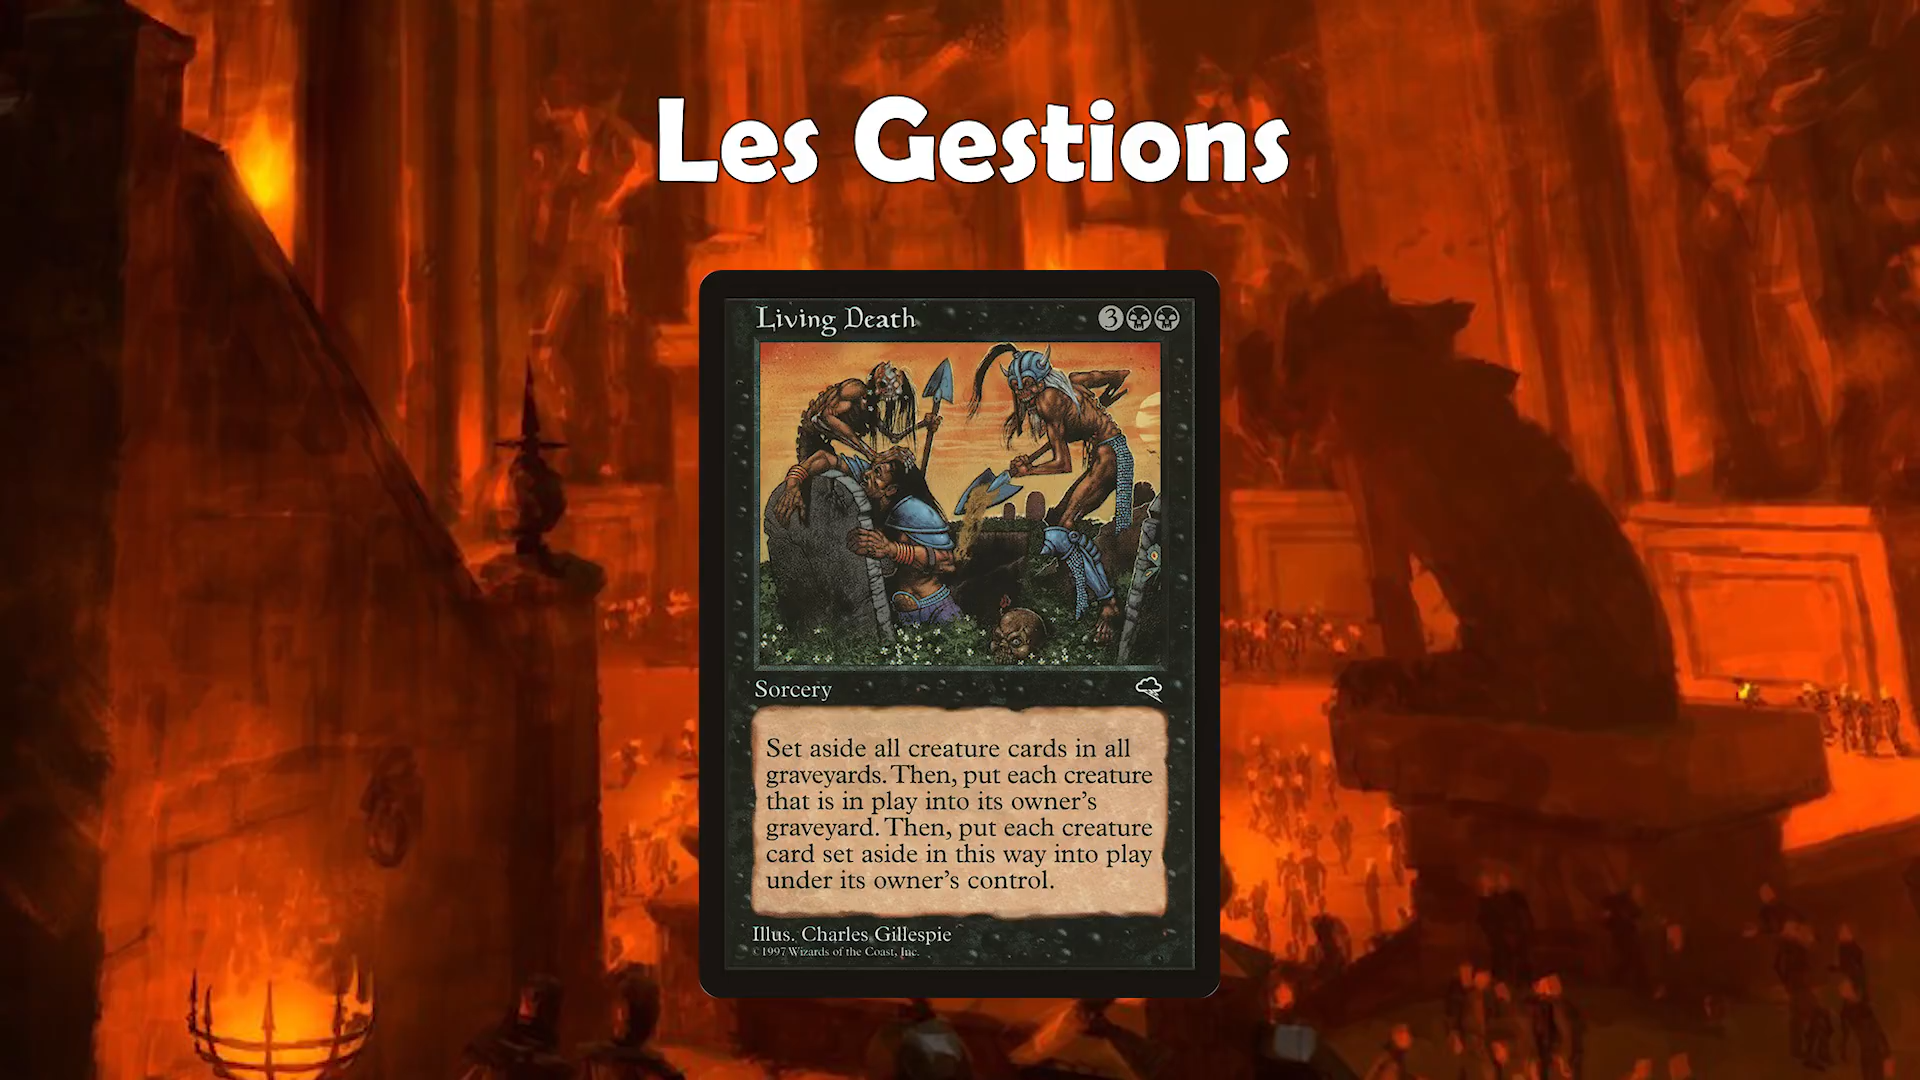 Les Gestions
Living Death
3
Sorcery
Set aside all creature cards in all
graveyards. Then, put each creature
that is in play into its owner's
graveyard. Then, put each creature
card set aside in this way into play
under its owner's control.
Illus. Charles Gillespie
©1997 Wizards of the Coast, Inc.